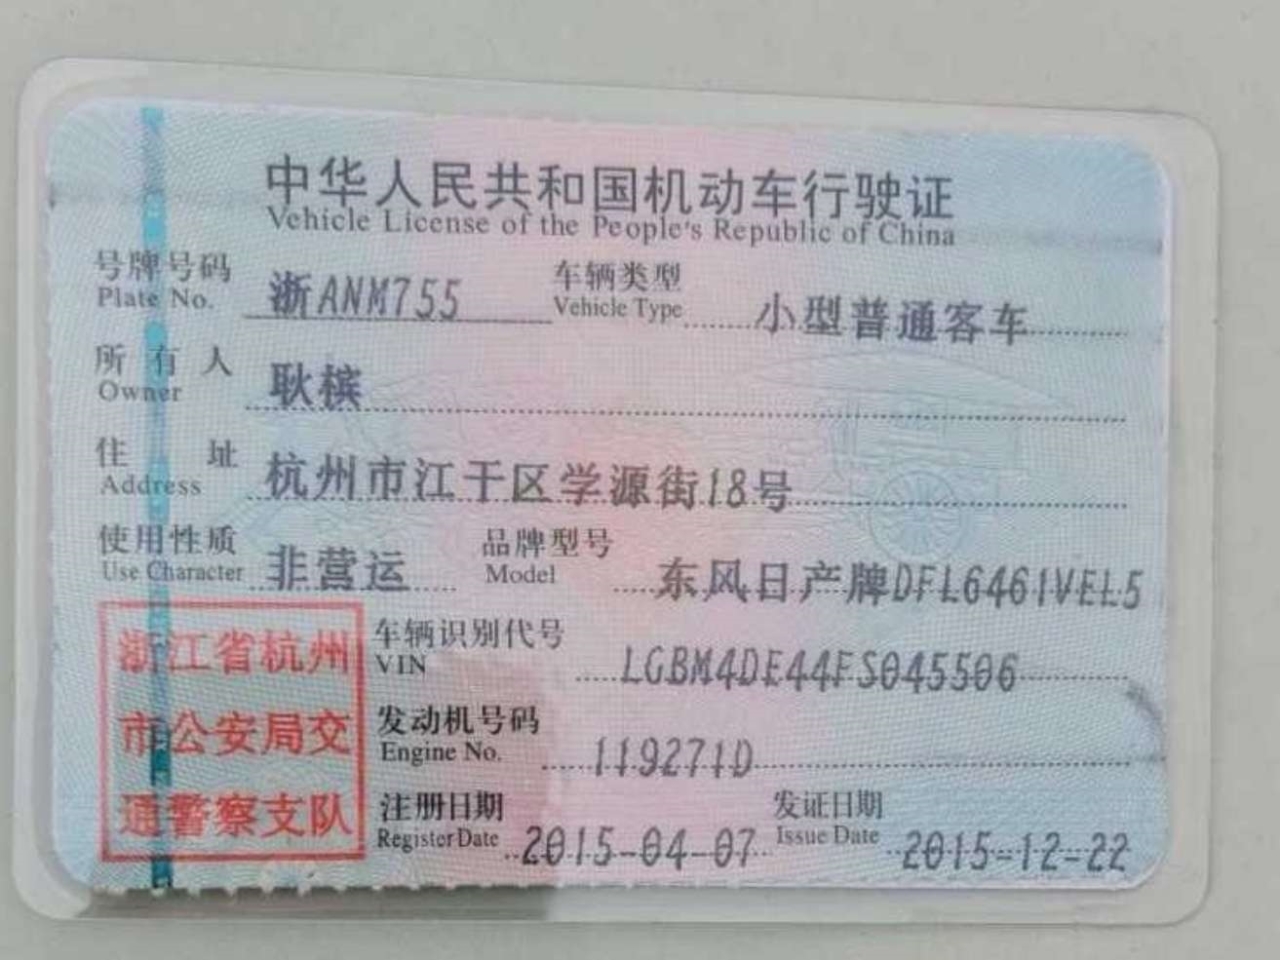 中华人民共和国机动车行驶证
Vehicle License of the People's Republic of China
号牌号码 浙ANM755 车辆类型 小型普通客车
Plate No. Vehicle Type
所有人 耿槟
Owner
住址 杭州市江干区学源街18号
Address
使用性质 非营运 品牌型号 东风日产牌DFL6461VEL5
Use Character Model
浙江省杭州
市公安局交
通警察支队
车辆识别代号 LGBM4DE44FS045506
VIN
发动机号码 119271D
Engine No.
注册日期 2015-04-07 发证日期 2015-12-22
Register Date Issue Date